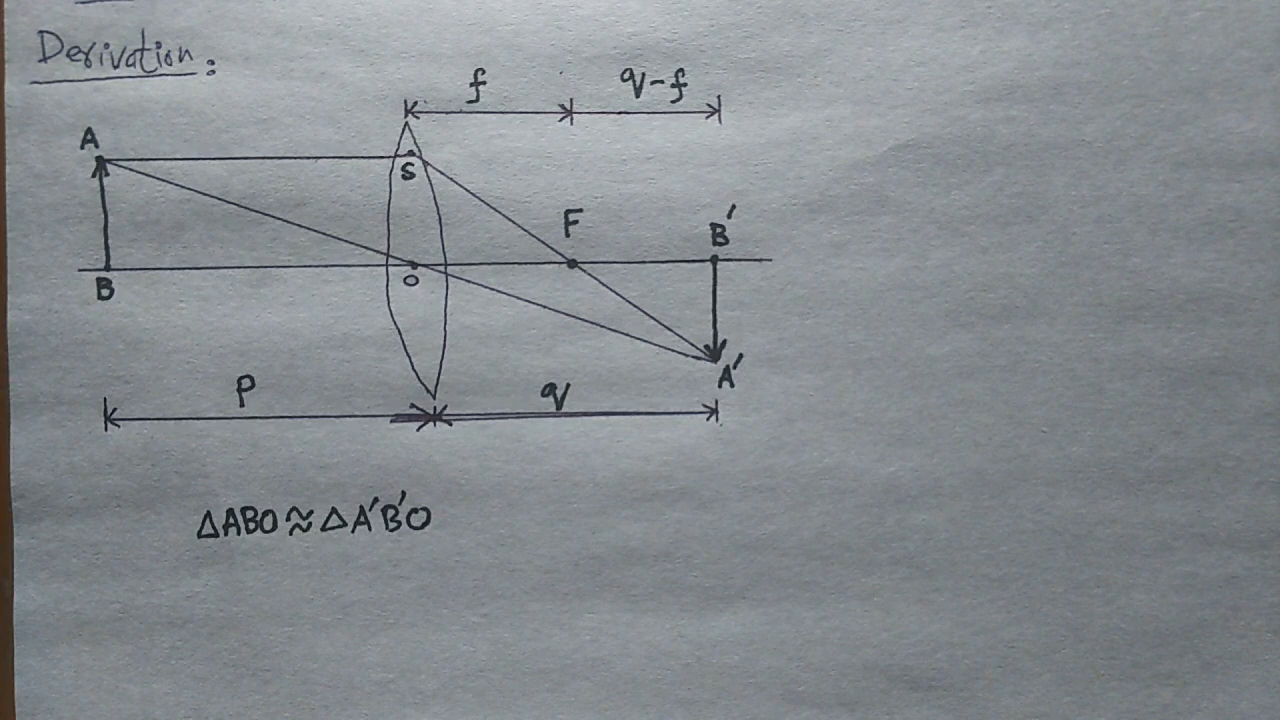 Derivation:
f q-f
A
S
F B′
B O
A′
P q
ΔABO≈ΔA′B′O